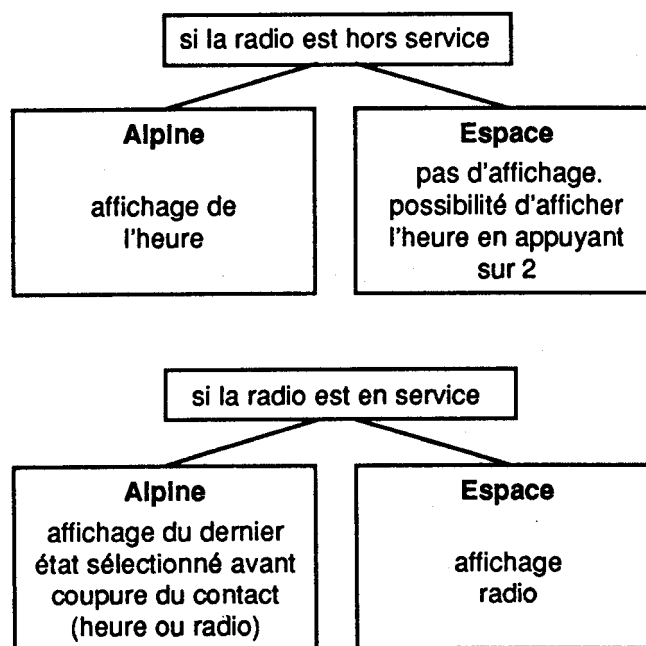 si la radio est hors service
Alpine
affichage de
l'heure
Espace
pas d'affichage.
possibilité d'afficher
l'heure en appuyant
sur 2
si la radio est en service
Alpine
affichage du dernier
état sélectionné avant
coupure du contact
(heure ou radio)
Espace
affichage
radio